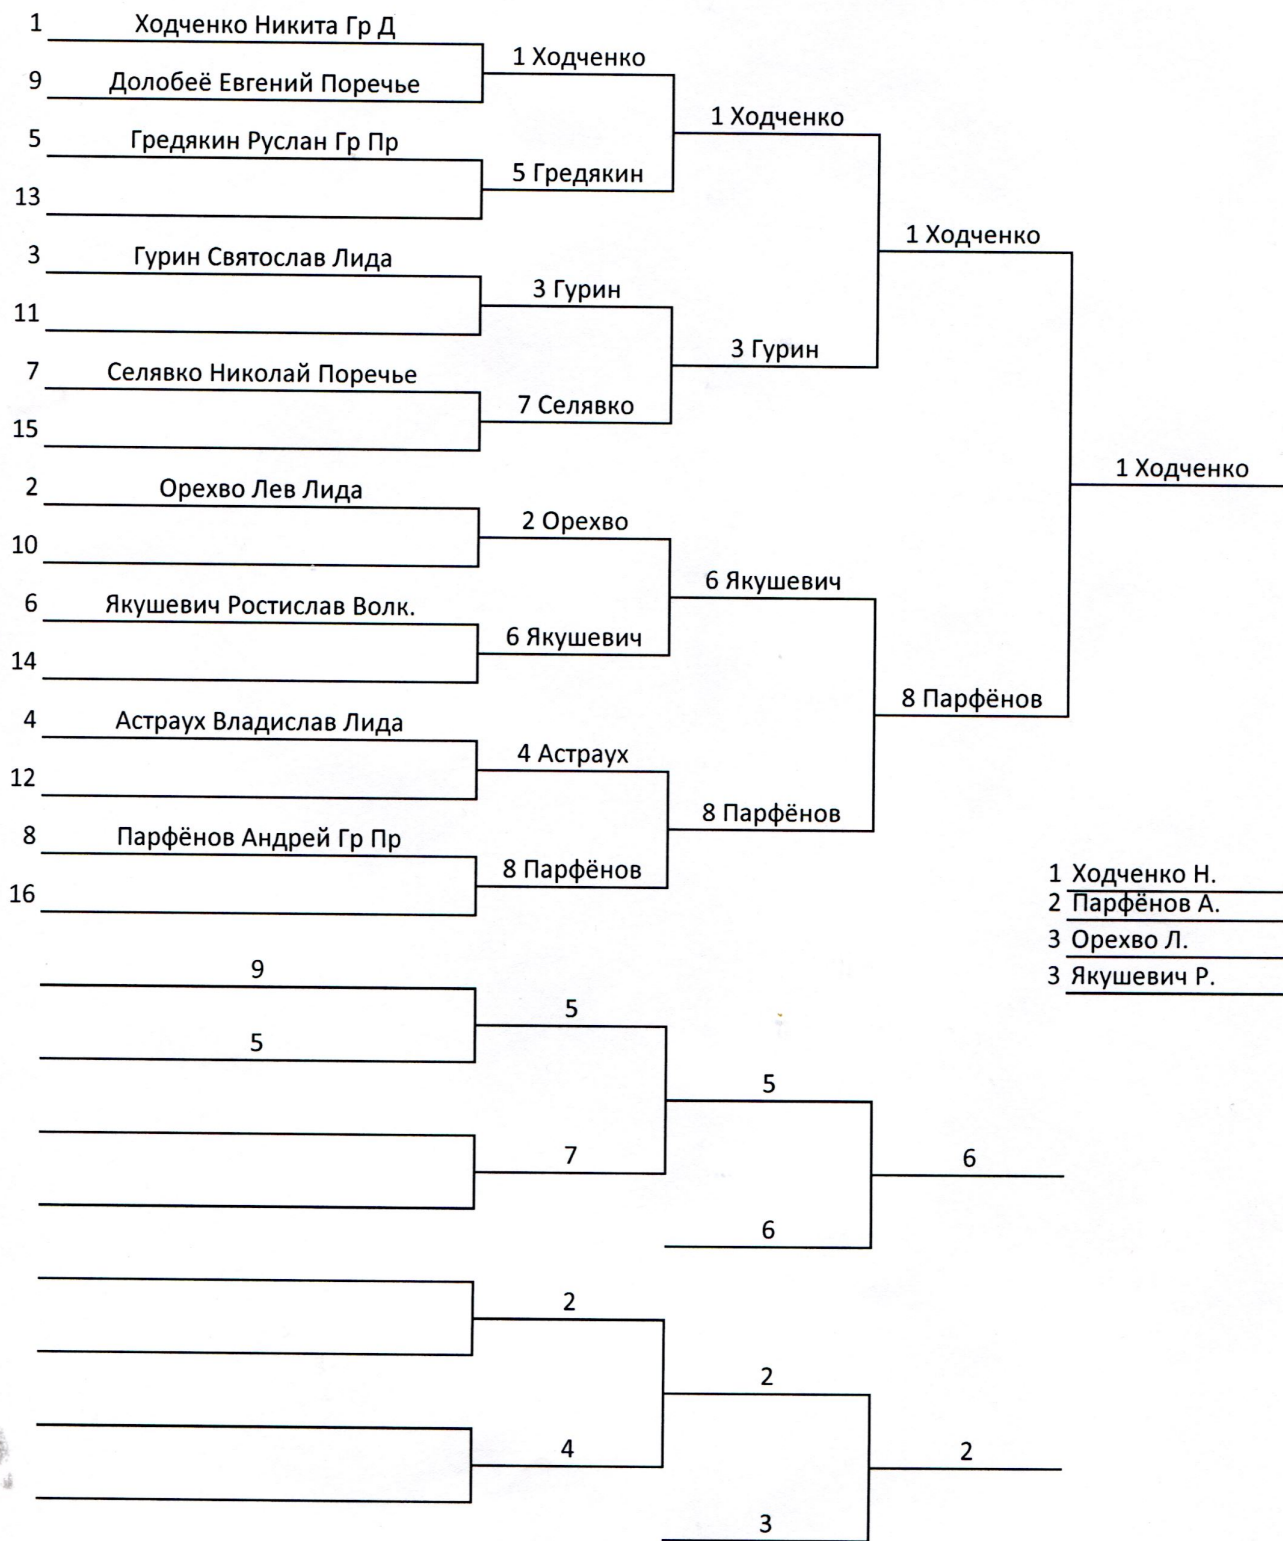 1 Ходченко Никита Гр Д
1 Ходченко
9 Долобеё Евгений Поречье
1 Ходченко
5 Гредякин Руслан Гр Пр
5 Гредякин
13
1 Ходченко
3 Гурин Святослав Лида
3 Гурин
11
3 Гурин
7 Селявко Николай Поречье
7 Селявко
15
1 Ходченко
2 Орехво Лев Лида
2 Орехво
10
6 Якушевич
6 Якушевич Ростислав Волк.
6 Якушевич
14
8 Парфёнов
4 Астраух Владислав Лида
4 Астраух
12
8 Парфёнов
8 Парфёнов Андрей Гр Пр
8 Парфёнов
16
1 Ходченко Н.
2 Парфёнов А.
3 Орехво Л.
3 Якушевич Р.
9
5
5
5
7
6
6
2
2
4
2
3